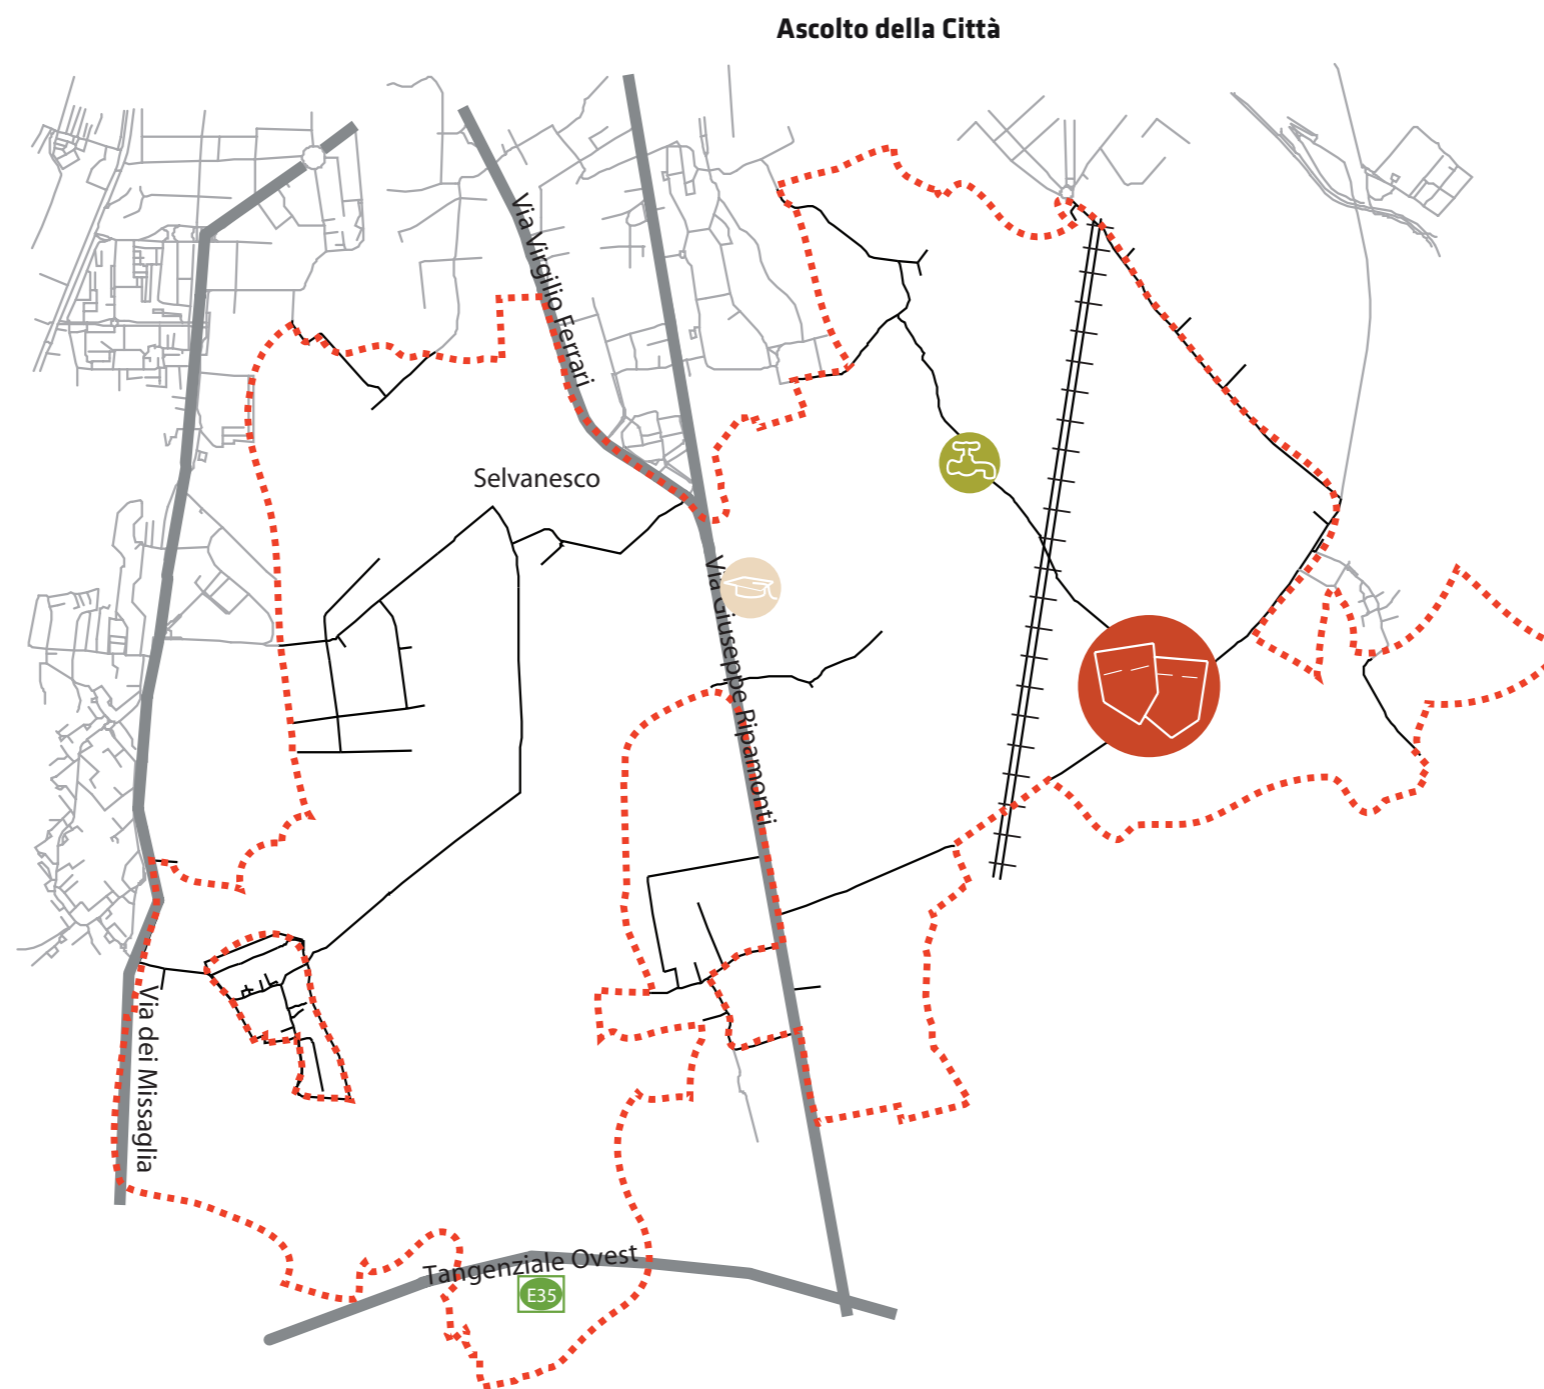 Ascolto della Città
Via Virgilio Ferrari
Selvanesco
Via Giuseppe Ripamonti
Via dei Missaglia
Tangenziale Ovest
E35